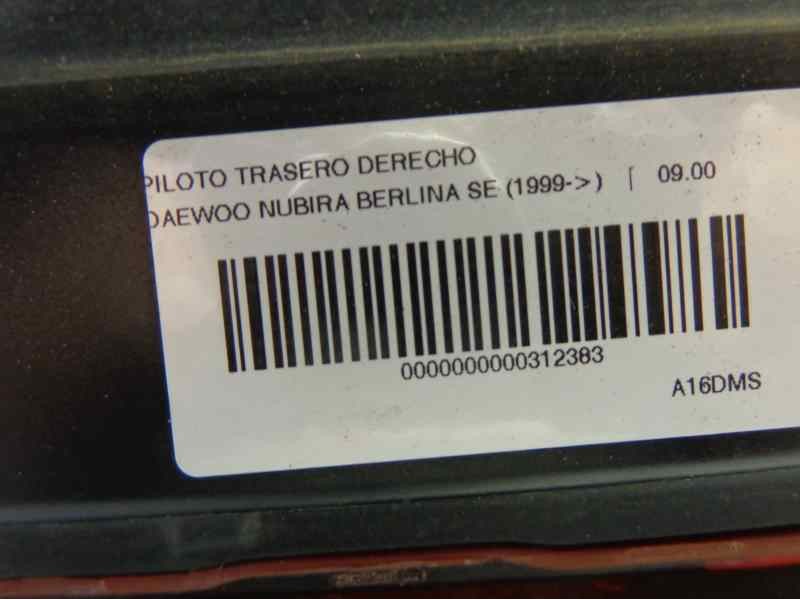 PILOTO TRASERO DERECHO
DAEWOO NUBIRA BERLINA SE (1999->) [ 09.00
0000000000312383
A16DMS